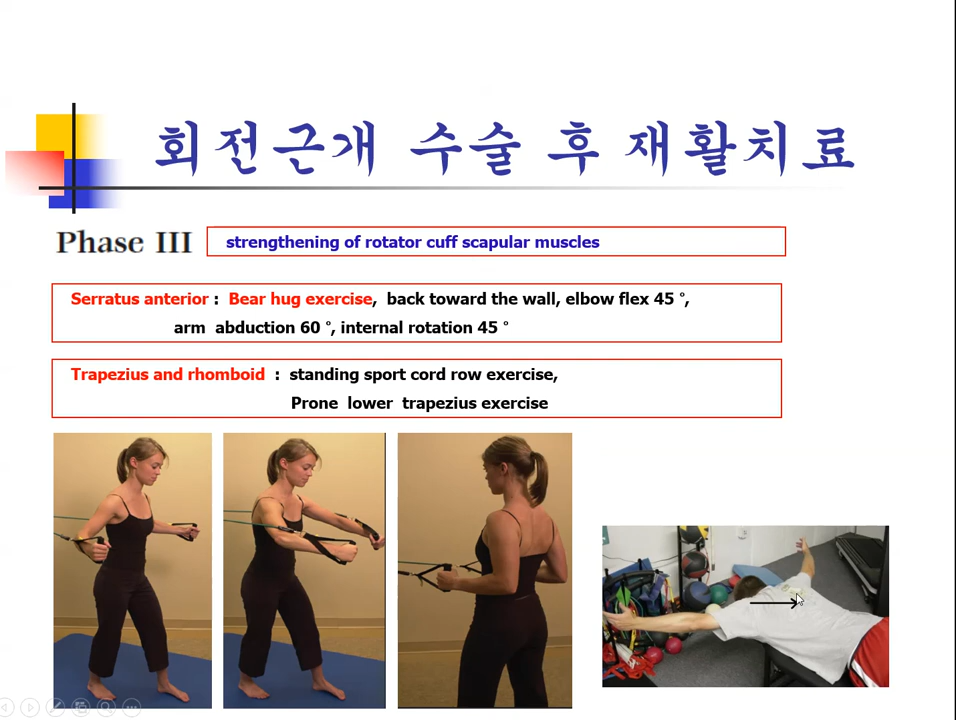 회전근개 수술 후 재활치료
Phase III
strengthening of rotator cuff scapular muscles
Serratus anterior : Bear hug exercise, back toward the wall, elbow flex 45 °,
arm abduction 60 °, internal rotation 45 °
Trapezius and rhomboid : standing sport cord row exercise,
Prone lower trapezius exercise